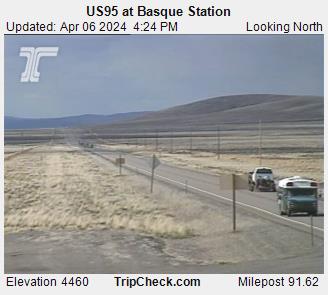 US95 at Basque Station
Updated: Apr 06 2024 4:24 PM Looking North
Elevation 4460 TripCheck.com Milepost 91.62